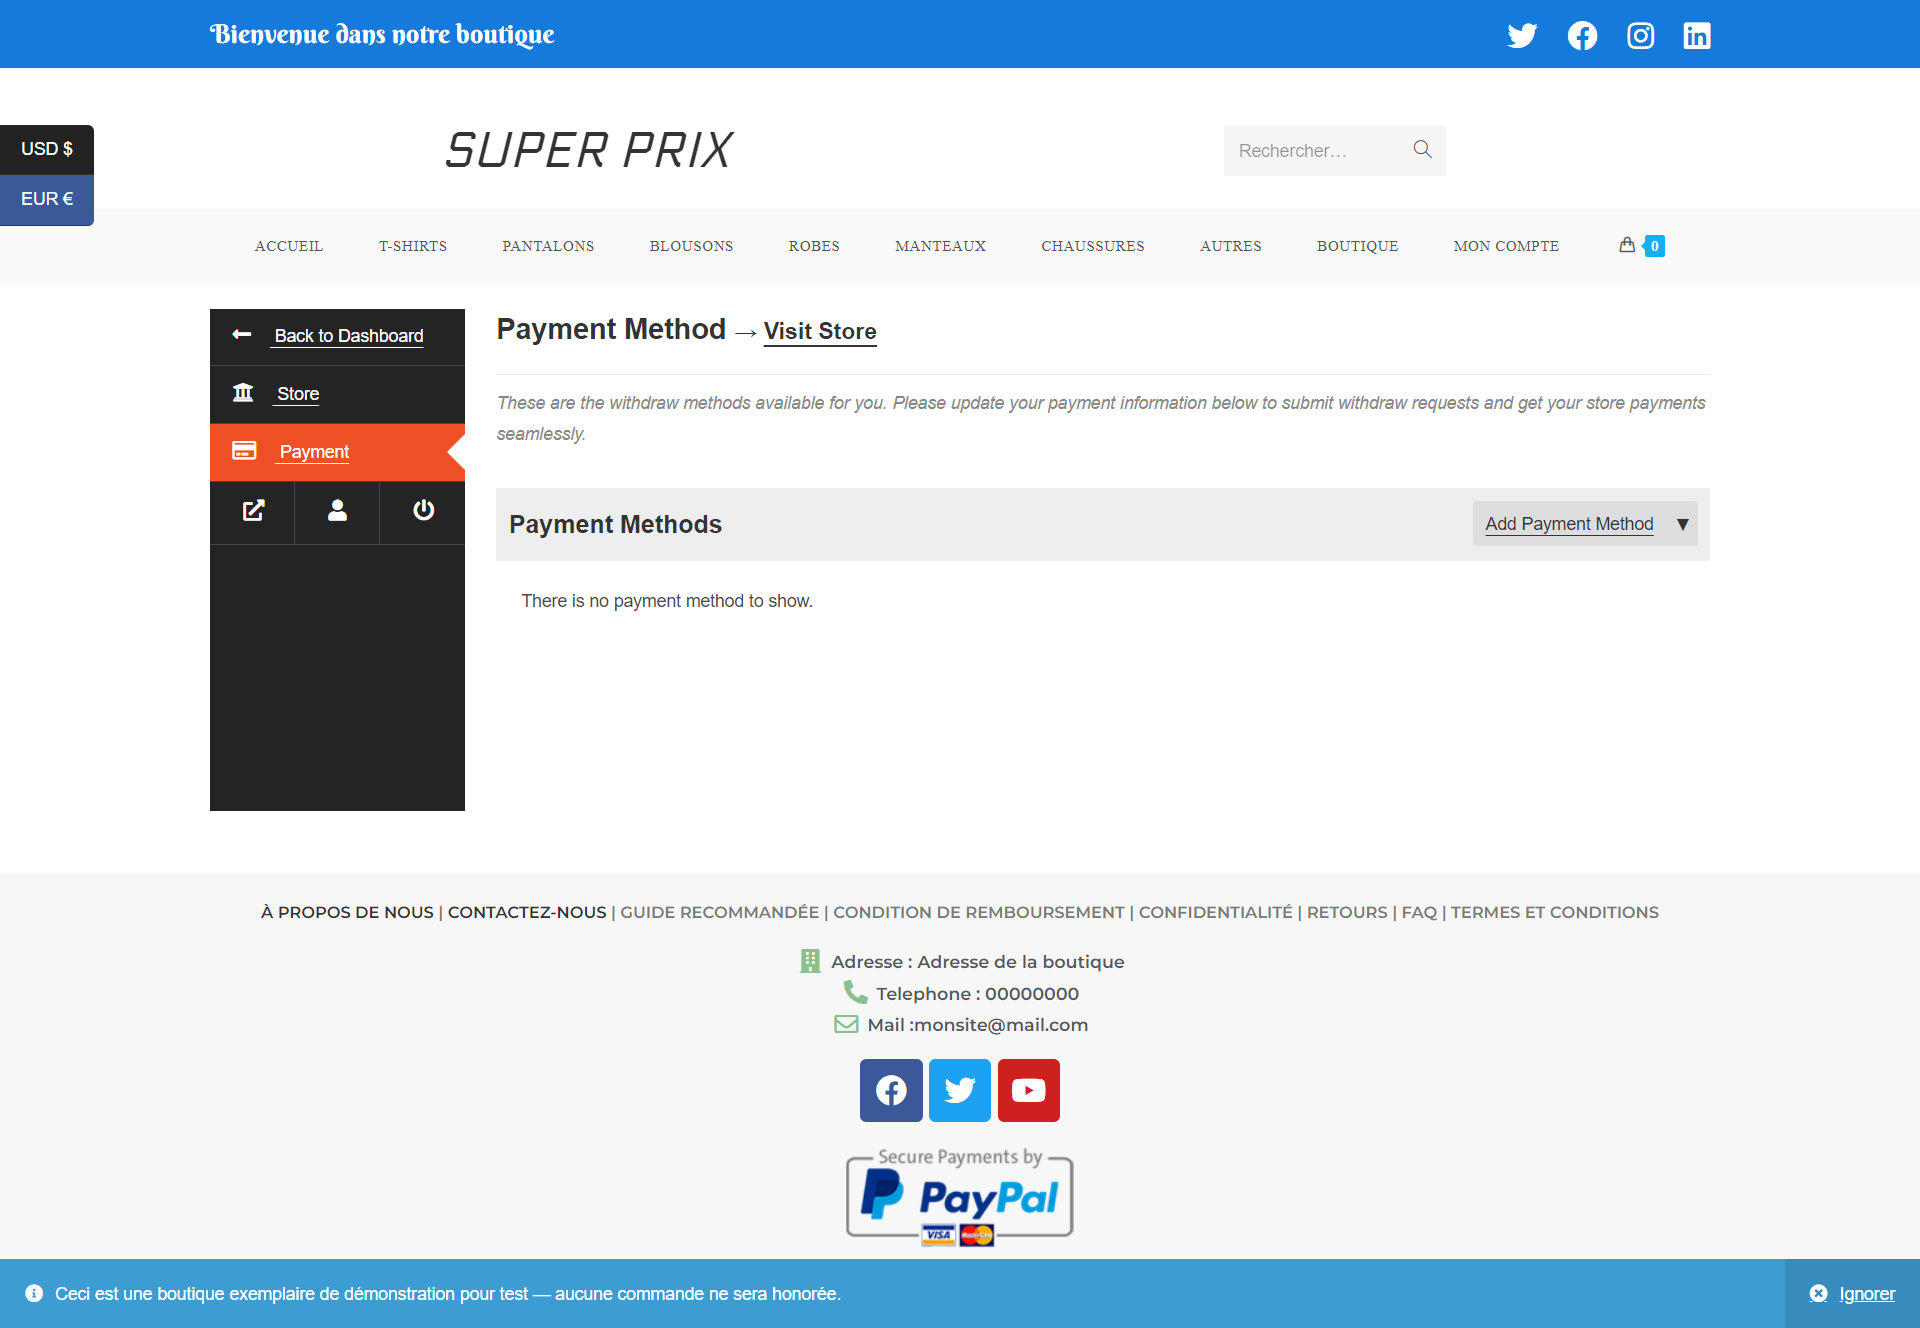 Bienvenue dans notre boutique
USD $
EUR €
SUPER PRIX
Rechercher...
ACCUEIL T-SHIRTS PANTALONS BLOUSONS ROBES MANTEAUX CHAUSSURES AUTRES BOUTIQUE MON COMPTE 0
Back to Dashboard
Store
Payment
Payment Method → Visit Store
These are the withdraw methods available for you. Please update your payment information below to submit withdraw requests and get your store payments
seamlessly.
Payment Methods
Add Payment Method ▼
There is no payment method to show.
À PROPOS DE NOUS | CONTACTEZ-NOUS | GUIDE RECOMMANDÉE | CONDITION DE REMBOURSEMENT | CONFIDENTIALITÉ | RETOURS | FAQ | TERMES ET CONDITIONS
Adresse : Adresse de la boutique
Telephone : 00000000
Mail :monsite@mail.com
Secure Payments by
PayPal
VISA MasterCard
Ceci est une boutique exemplaire de démonstration pour test — aucune commande ne sera honorée.
Ignorer